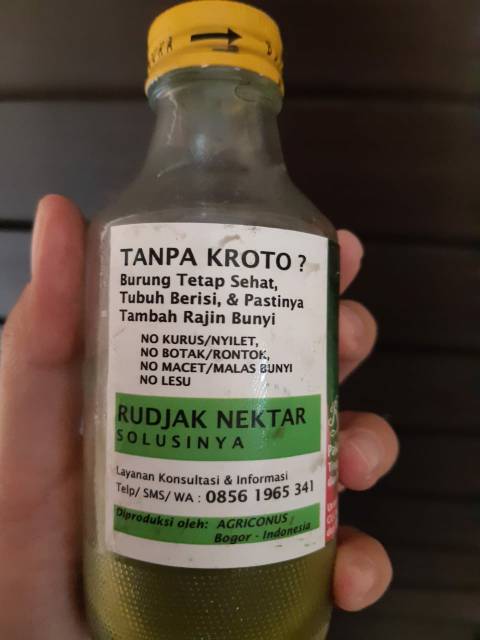 TANPA KROTO ?
Burung Tetap Sehat,
Tubuh Berisi, & Pastinya
Tambah Rajin Bunyi
NO KURUS/NYILET,
NO BOTAK/RONTOK,
NO MACET/MALAS BUNYI
NO LESU
RUDJAK NEKTAR
SOLUSINYA
Layanan Konsultasi & Informasi
Telp/ SMS/ WA : 0856 1965 341
Diproduksi oleh: AGRICONUS
Bogor - Indonesia